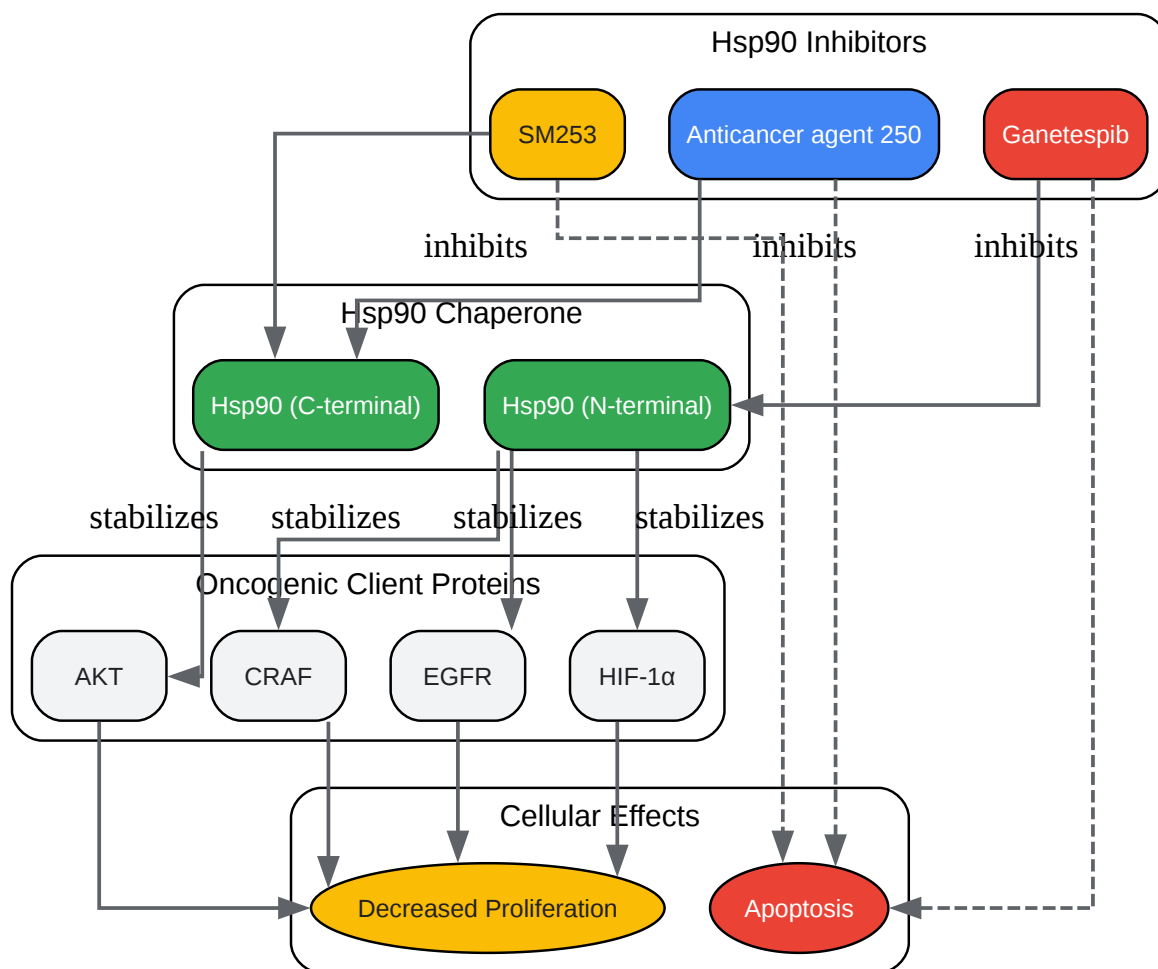 Hsp90 Inhibitors
SM253
Anticancer agent 250
Ganetespib
inhibits
inhibits
inhibits
Hsp90 Chaperone
Hsp90 (C-terminal)
Hsp90 (N-terminal)
stabilizes
stabilizes
stabilizes
stabilizes
Oncogenic Client Proteins
AKT
CRAF
EGFR
HIF-1α
Cellular Effects
Decreased Proliferation
Apoptosis